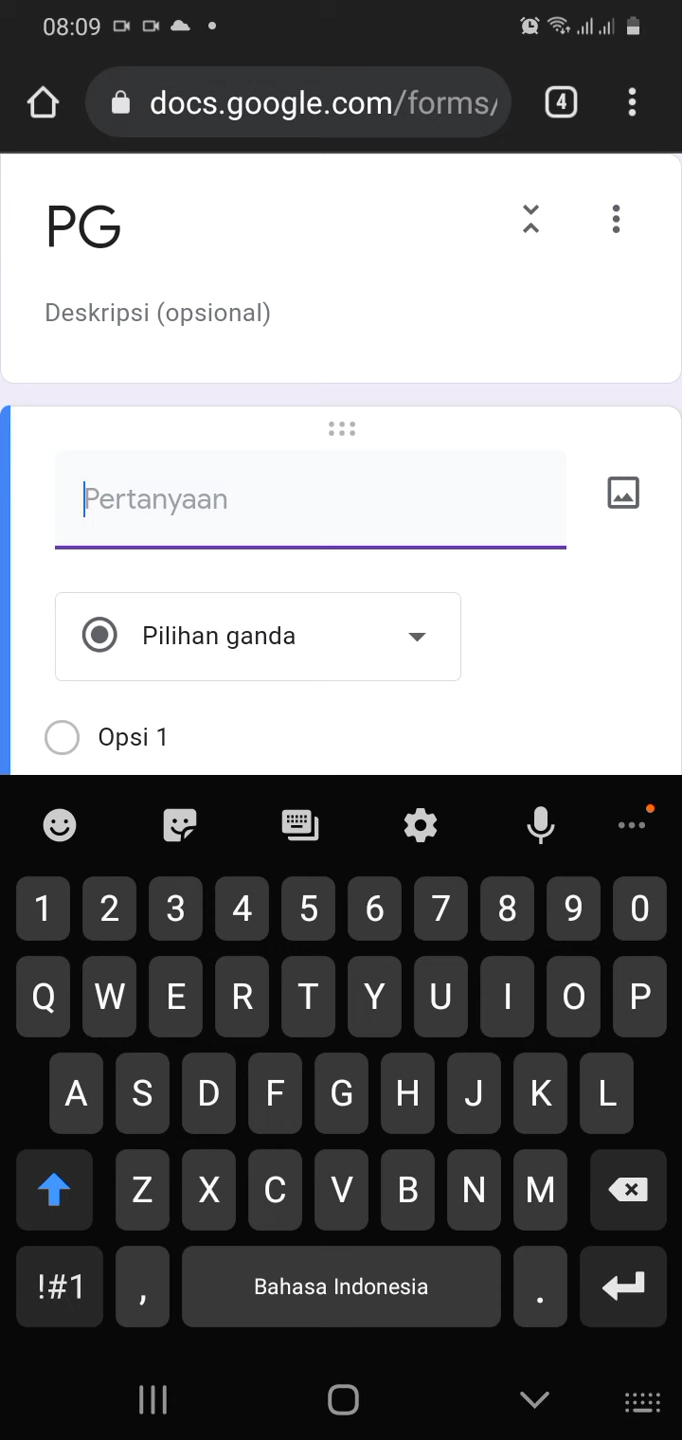 08:09
docs.google.com/forms/
4
PG
Deskripsi (opsional)
Pertanyaan
Pilihan ganda
Opsi 1
1 2 3 4 5 6 7 8 9 0
Q W E R T Y U I O P
A S D F G H J K L
Z X C V B N M
!#1 , Bahasa Indonesia .